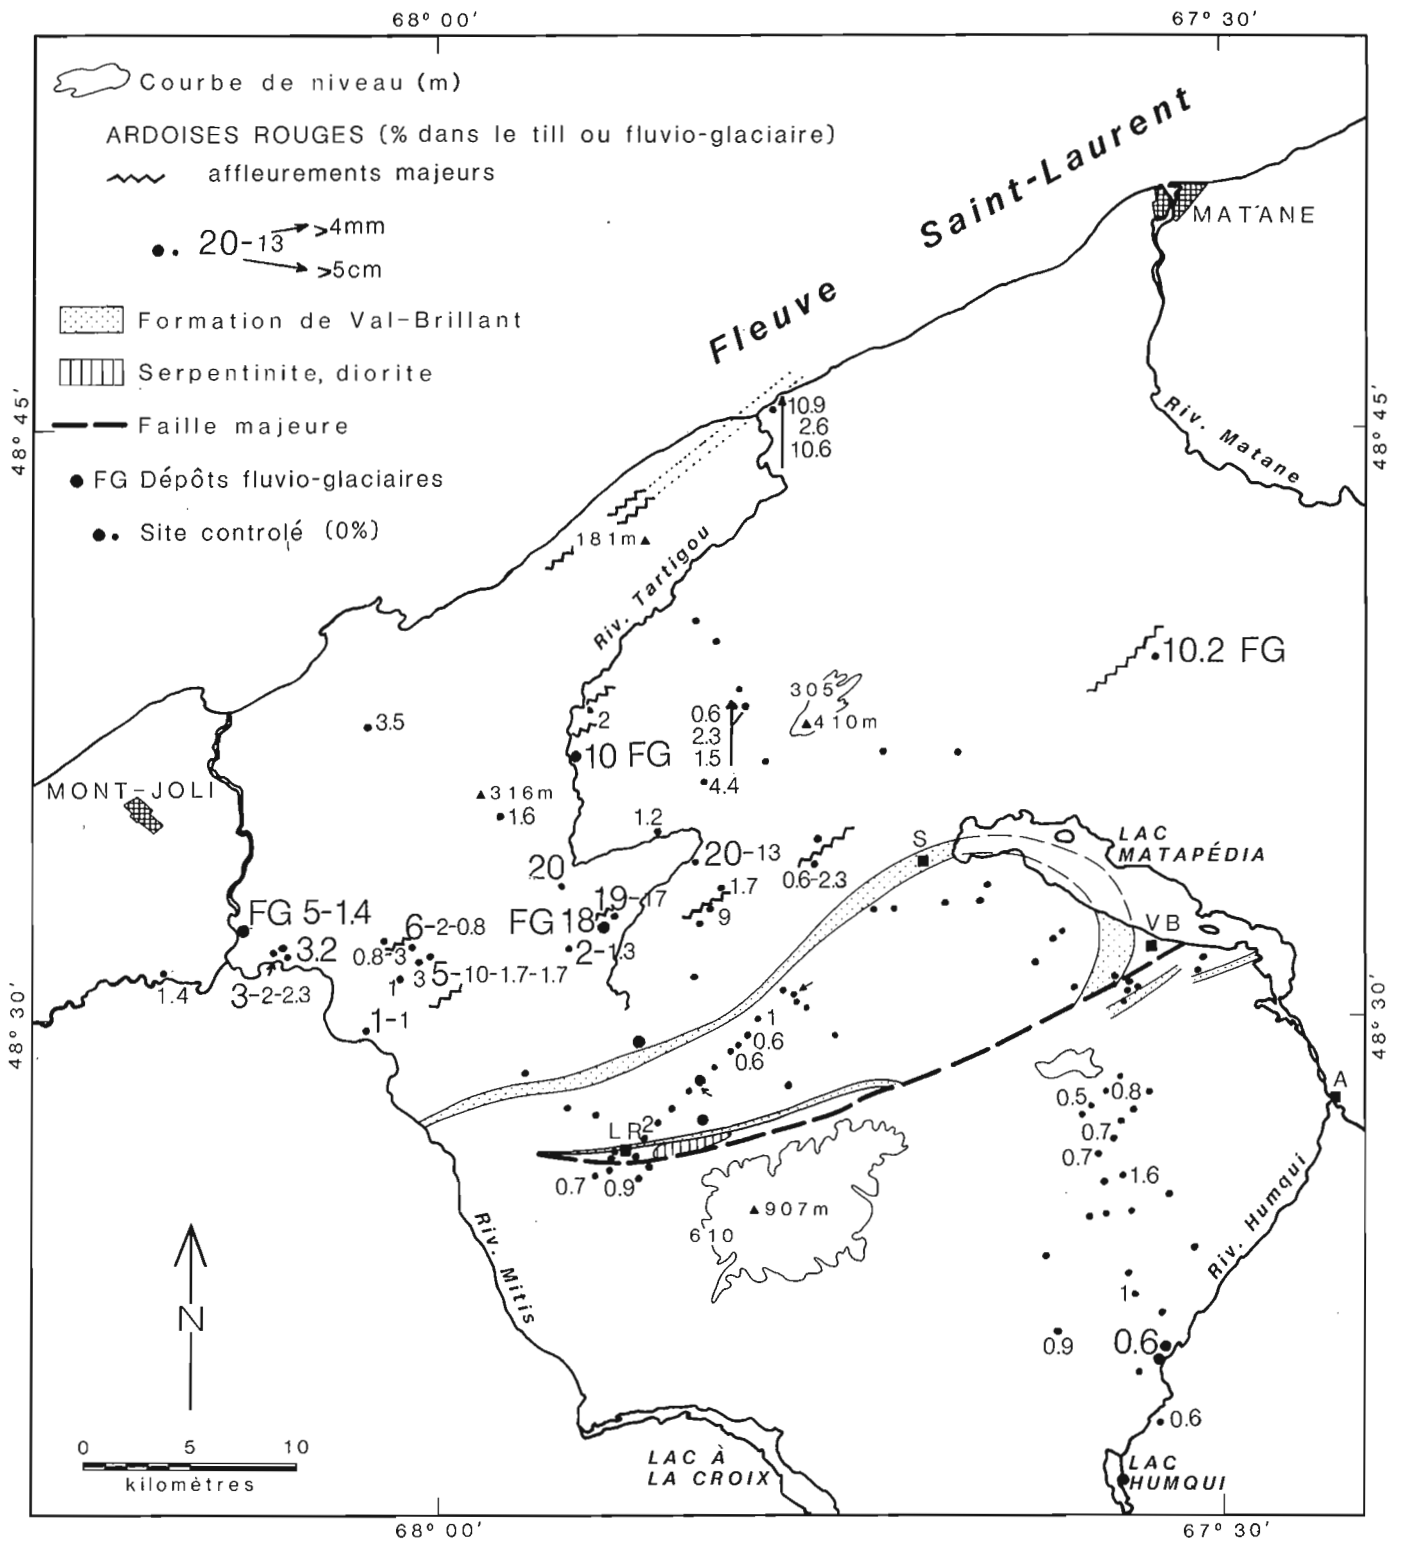 68° 00'
67° 30'
Courbe de niveau (m)
ARDOISES ROUGES (% dans le till ou fluvio-glaciaire)
affleurements majeurs
20-13
>4mm
>5cm
Formation de Val-Brillant
Serpentinite, diorite
Faille majeure
FG Dépôts fluvio-glaciaires
Site controlé (0%)
Fleuve Saint-Laurent
MATANE
Riv. Matane
48° 45'
48° 45'
10.9
2.6
10.6
181m
Riv. Tartigou
10.2 FG
305
410m
0.6
2.3
1.5
4.4
3.5
2
10 FG
MONT-JOLI
316m
1.6
1.2
20
20-13
0.6-2.3
S
LAC
MATAPÉDIA
1.7
9
19-17
FG 18
2-1.3
FG 5-1.4
3.2
6-2-0.8
0.8-3
3
5-10-1.7-1.7
1
1.4
3-2-2.3
1-1
VB
48° 30'
48° 30'
1
0.6
0.6
LR
2
0.7
0.9
A
0.5
0.8
0.7
0.7
1.6
907m
610
Riv. Humqui
Riv. Mitis
N
1
0.9
0.6
0.6
0
5
10
kilomètres
LAC À
LA CROIX
LAC
HUMQUI
68° 00'
67° 30'